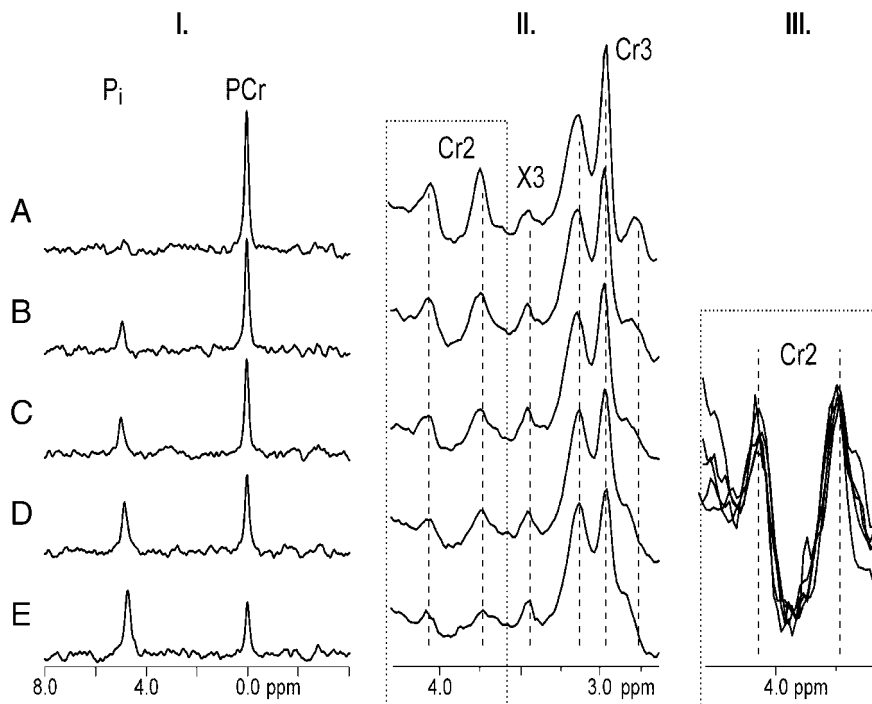 I. II. III.
Cr3
Pi PCr
Cr2
X3
A
B
Cr2
C
D
E
8.0 4.0 0.0 ppm 4.0 3.0 ppm 4.0 ppm